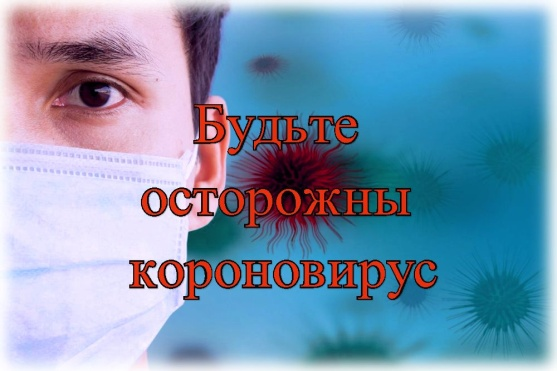 Будьте
осторожны
короновирус